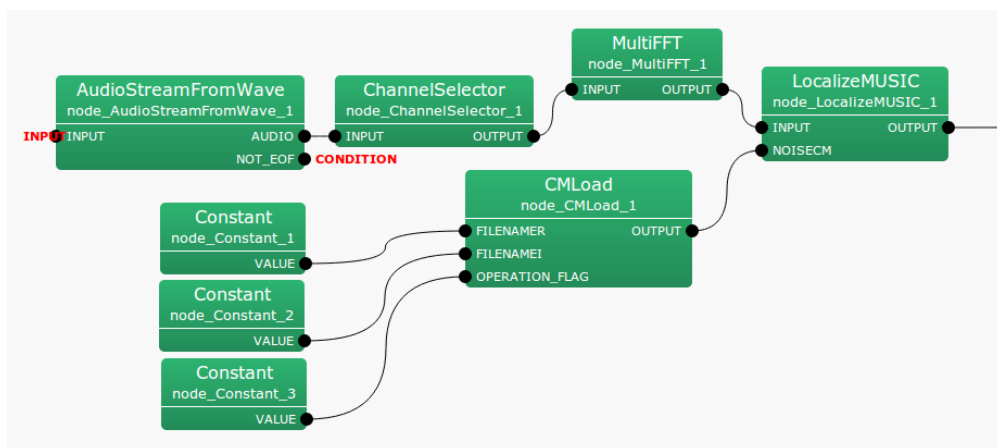 MultiFFT
node_MultiFFT_1
INPUT OUTPUT
AudioStreamFromWave
node_AudioStreamFromWave_1
INPUT INPUT AUDIO
NOT_EOF CONDITION
ChannelSelector
node_ChannelSelector_1
INPUT OUTPUT
LocalizeMUSIC
node_LocalizeMUSIC_1
INPUT OUTPUT
NOISECM
CMLoad
node_CMLoad_1
FILENAMER OUTPUT
FILENAMEI
OPERATION_FLAG
Constant
node_Constant_1
VALUE
Constant
node_Constant_2
VALUE
Constant
node_Constant_3
VALUE